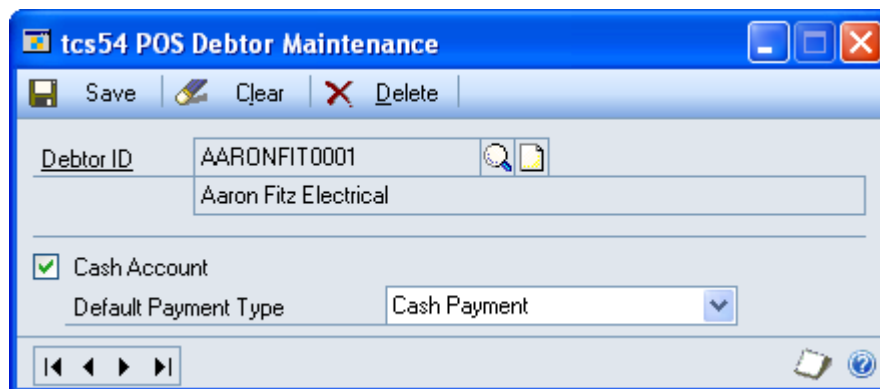 tcs54 POS Debtor Maintenance
Save Clear Delete
Debtor ID AARONFIT0001
Aaron Fitz Electrical
Cash Account
Default Payment Type Cash Payment